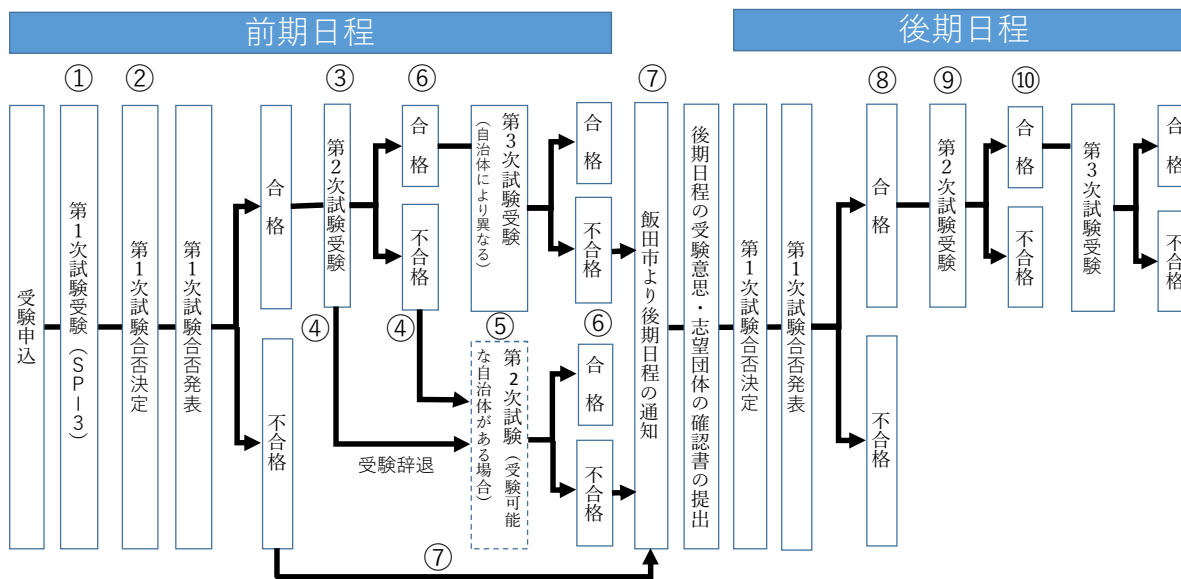 前期日程
後期日程
①
②
③
⑥
⑥
⑦
⑧
⑨
⑩
受験申込
第1次試験受験(SPI3)
第1次試験合否決定
第1次試験合否発表
合格
不合格
第2次試験受験
④
受験辞退
合格
不合格
④
第3次試験受験
(自治体により異なる)
⑤
第2次試験(受験可能
な自治体がある場合)
合格
不合格
合格
不合格
⑦
飯田市より後期日程の通知
後期日程の受験意思・志望団体の確認書の提出
第1次試験合否決定
第1次試験合否発表
合格
不合格
第2次試験受験
合格
不合格
第3次試験受験
合格
不合格